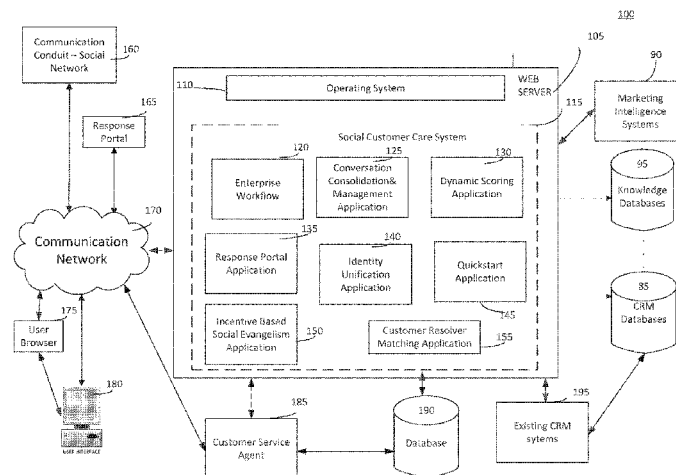 100
Communication
Conduit – Social
Network
160
165
Response
Portal
170
Communication
Network
175
User
Browser
180
USER INTERFACE
105
WEB
SERVER
110
Operating System
115
Social Customer Care System
120
Enterprise
Workflow
125
Conversation
Consolidation&
Management
Application
130
Dynamic Scoring
Application
135
Response Portal
Application
140
Identity
Unification
Application
Quickstart
Application
145
Incentive Based
Social Evangelism
Application
150
Customer Resolver
Matching Application
155
90
Marketing
Intelligence
Systems
95
Knowledge
Databases
85
CRM
Databases
185
Customer Service
Agent
190
Database
195
Existing CRM
sytems